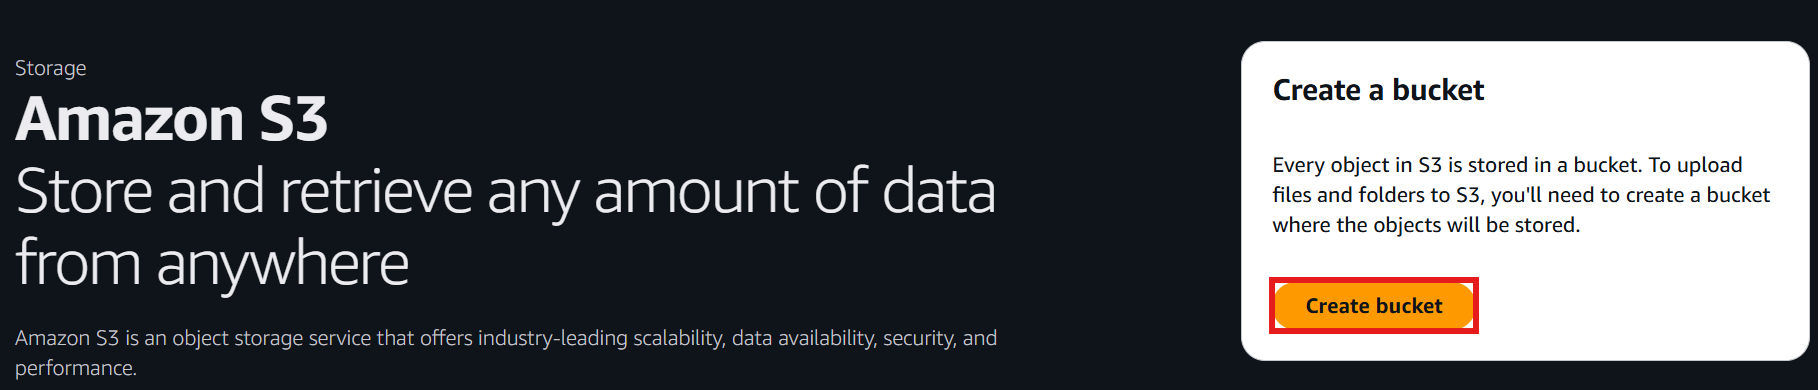 Storage
Amazon S3
Store and retrieve any amount of data
from anywhere
Amazon S3 is an object storage service that offers industry-leading scalability, data availability, security, and
performance.
Create a bucket
Every object in S3 is stored in a bucket. To upload
files and folders to S3, you'll need to create a bucket
where the objects will be stored.
Create bucket